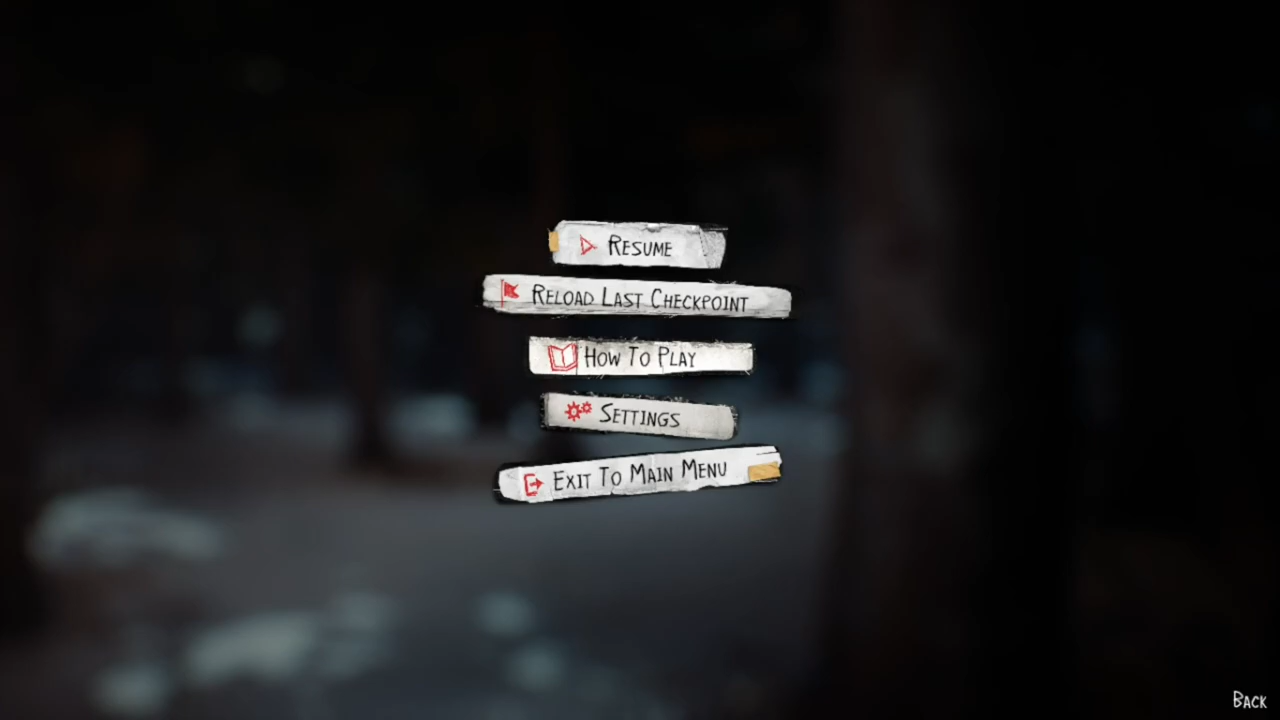 Resume
Reload Last Checkpoint
How To Play
Settings
Exit To Main Menu
Back